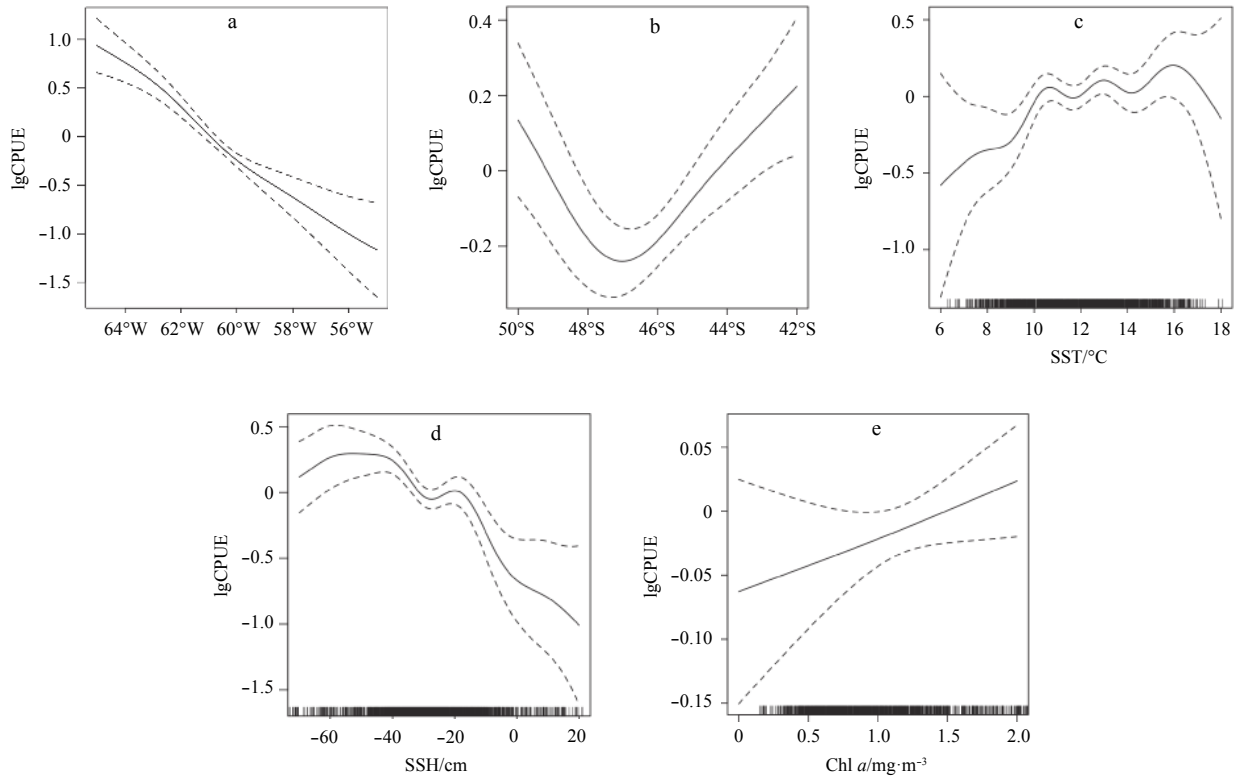 a
1.0
0.5
0
−0.5
−1.0
−1.5
lgCPUE
64°W 62°W 60°W 58°W 56°W
b
0.4
0.2
0
−0.2
lgCPUE
50°S 48°S 46°S 44°S 42°S
c
0.5
0
−0.5
−1.0
lgCPUE
6 8 10 12 14 16 18
SST/°C
d
0.5
0
−0.5
−1.0
−1.5
lgCPUE
−60 −40 −20 0 20
SSH/cm
e
0.05
0
−0.05
−0.10
−0.15
lgCPUE
0 0.5 1.0 1.5 2.0
Chl a/mg·m⁻³